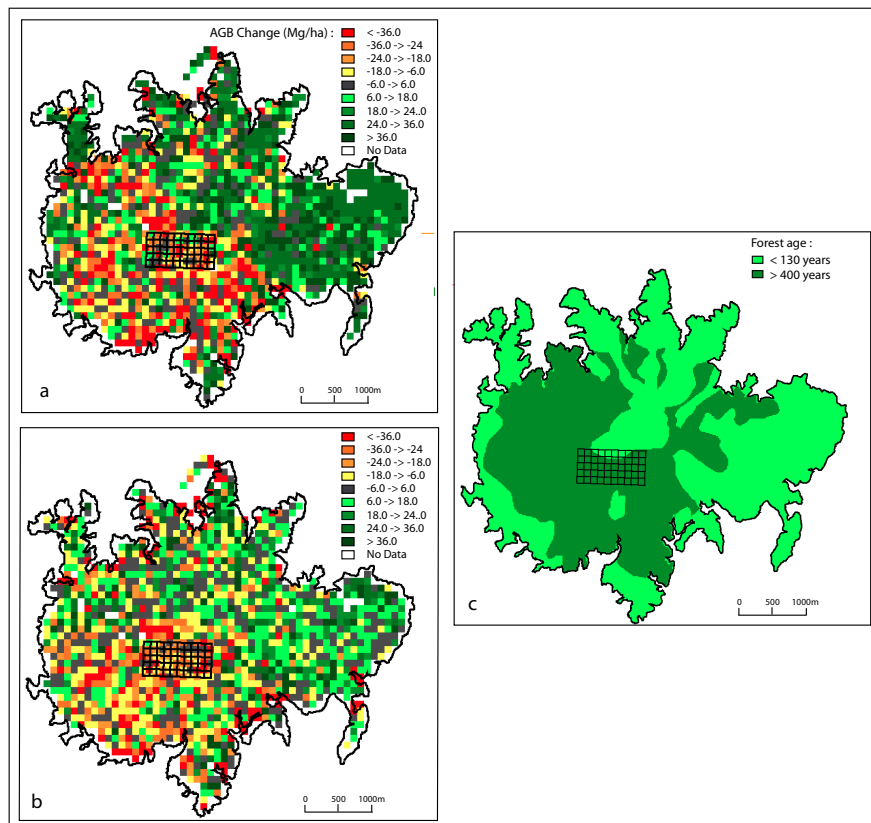 AGB Change (Mg/ha) :
< -36.0
-36.0 -> -24
-24.0 -> -18.0
-18.0 -> -6.0
-6.0 -> 6.0
6.0 -> 18.0
18.0 -> 24.0
24.0 -> 36.0
> 36.0
No Data
a
0 500 1000m
< -36.0
-36.0 -> -24
-24.0 -> -18.0
-18.0 -> -6.0
-6.0 -> 6.0
6.0 -> 18.0
18.0 -> 24.0
24.0 -> 36.0
> 36.0
No Data
b
0 500 1000m
Forest age :
< 130 years
> 400 years
c
0 500 1000m